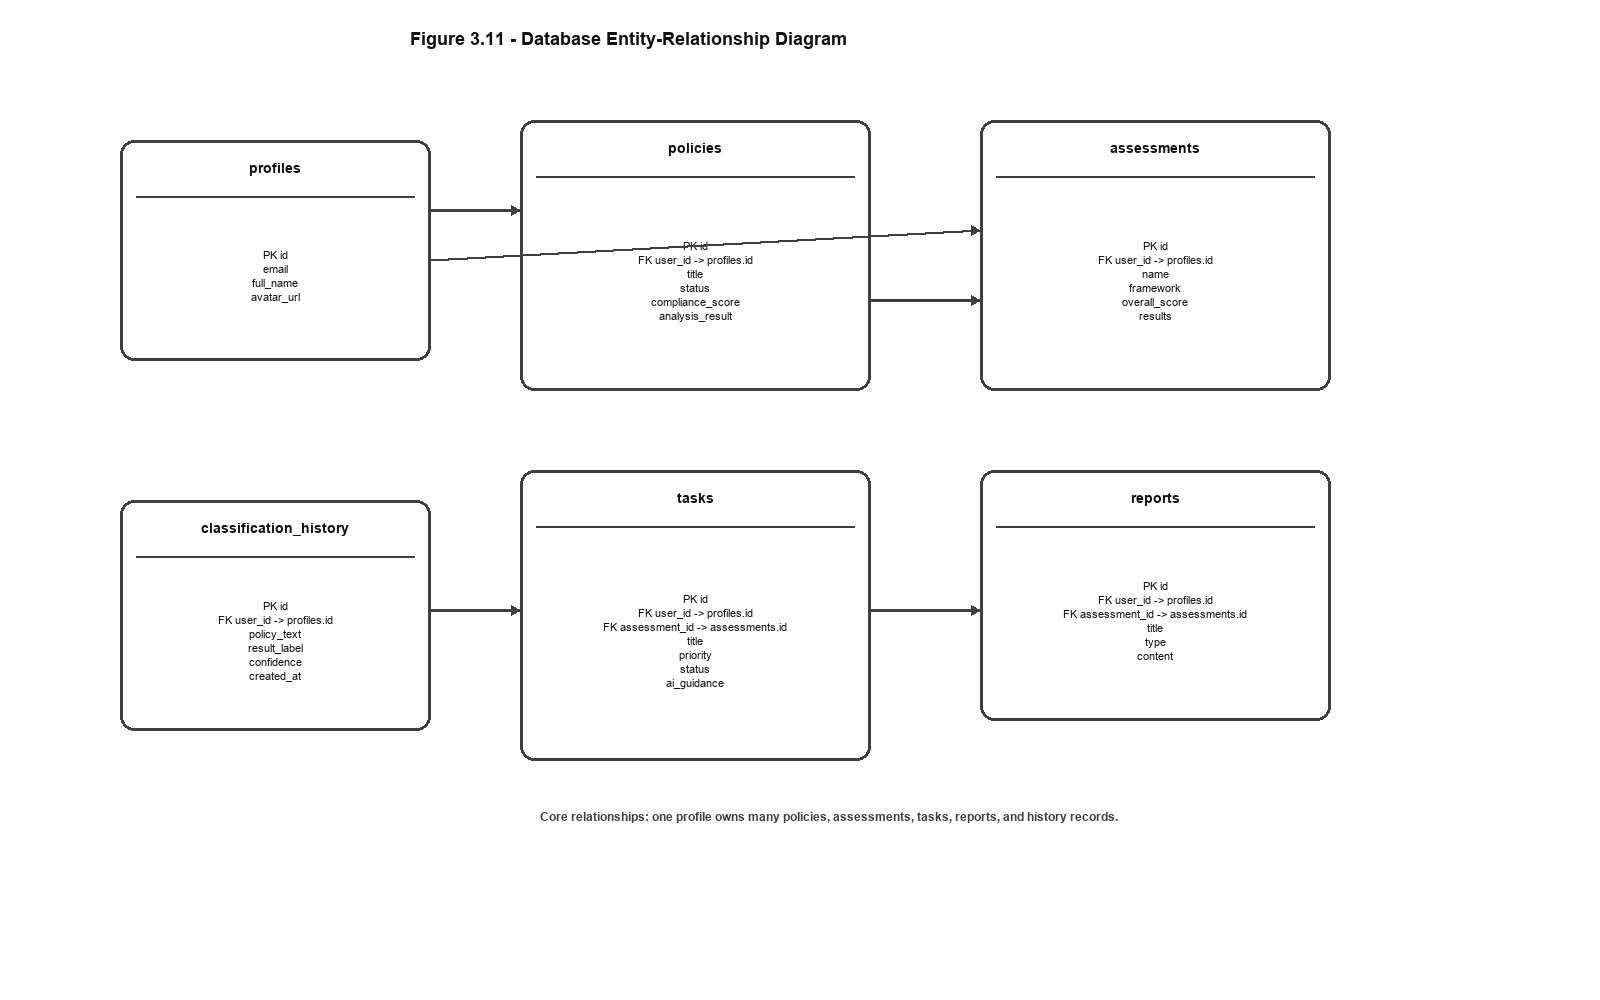 Figure 3.11 - Database Entity-Relationship Diagram
profiles
PK id
email
full_name
avatar_url
policies
PK id
FK user_id -> profiles.id
title
status
compliance_score
analysis_result
assessments
PK id
FK user_id -> profiles.id
name
framework
overall_score
results
classification_history
PK id
FK user_id -> profiles.id
policy_text
result_label
confidence
created_at
tasks
PK id
FK user_id -> profiles.id
FK assessment_id -> assessments.id
title
priority
status
ai_guidance
reports
PK id
FK user_id -> profiles.id
FK assessment_id -> assessments.id
title
type
content
Core relationships: one profile owns many policies, assessments, tasks, reports, and history records.